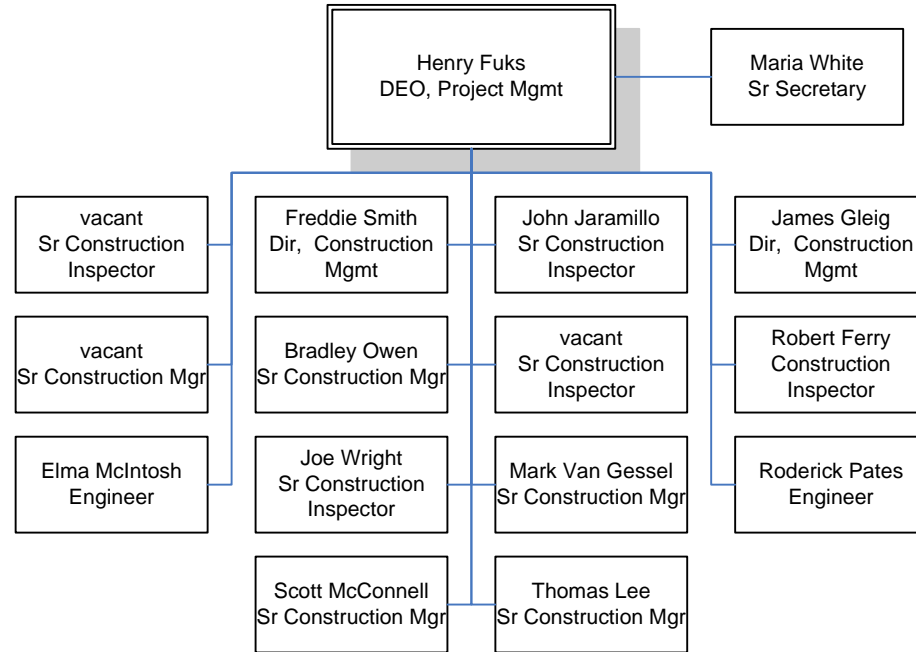 Henry Fuks
DEO, Project Mgmt
Maria White
Sr Secretary
vacant
Sr Construction
Inspector
Freddie Smith
Dir,  Construction
Mgmt
John Jaramillo
Sr Construction
Inspector
James Gleig
Dir,  Construction
Mgmt
vacant
Sr Construction Mgr
Bradley Owen
Sr Construction Mgr
vacant
Sr Construction
Inspector
Robert Ferry
Construction
Inspector
Elma McIntosh
Engineer
Joe Wright
Sr Construction
Inspector
Mark Van Gessel
Sr Construction Mgr
Roderick Pates
Engineer
Scott McConnell
Sr Construction Mgr
Thomas Lee
Sr Construction Mgr